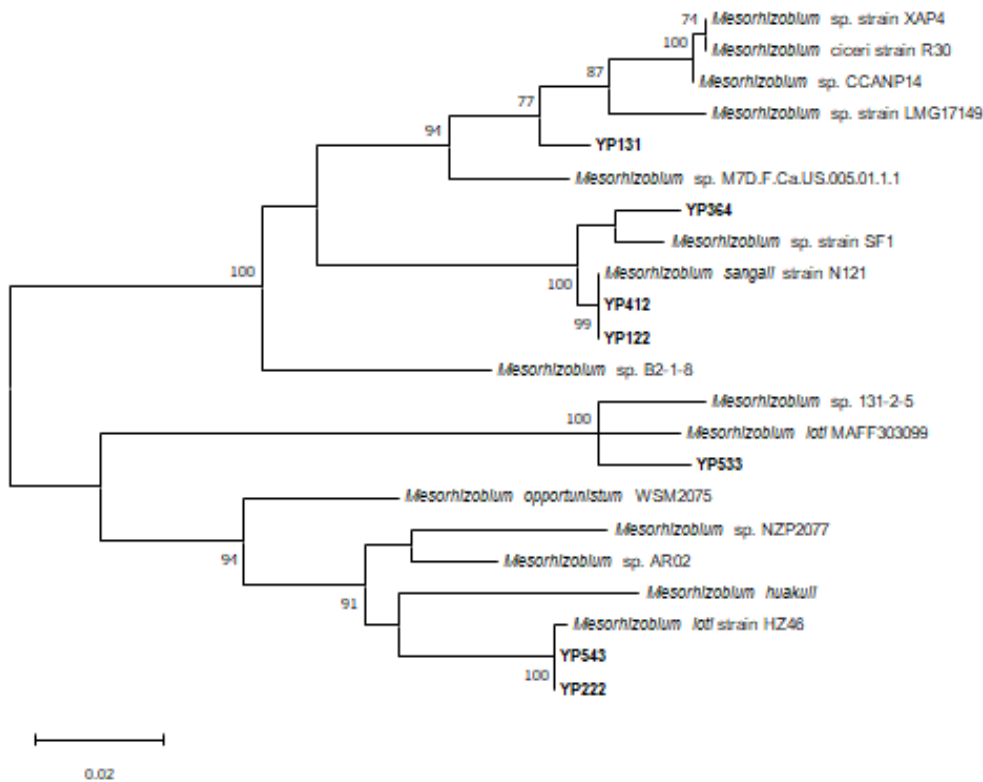 74
Mesorhizobium sp. strain XAP4
100
Mesorhizobium ciceri strain R30
87
Mesorhizobium sp. CCANP14
77
Mesorhizobium sp. strain LMG17149
94
YP131
Mesorhizobium sp. M7D.F.Ca.US.005.01.1.1
YP364
Mesorhizobium sp. strain SF1
100
Mesorhizobium sangaii strain N121
100
YP412
99
YP122
Mesorhizobium sp. B2-1-8
Mesorhizobium sp. 131-2-5
100
Mesorhizobium loti MAFF303099
YP533
Mesorhizobium opportunistum WSM2075
Mesorhizobium sp. NZP2077
94
Mesorhizobium sp. AR02
Mesorhizobium huakuii
91
Mesorhizobium loti strain HZ46
YP543
100
YP222
0.02